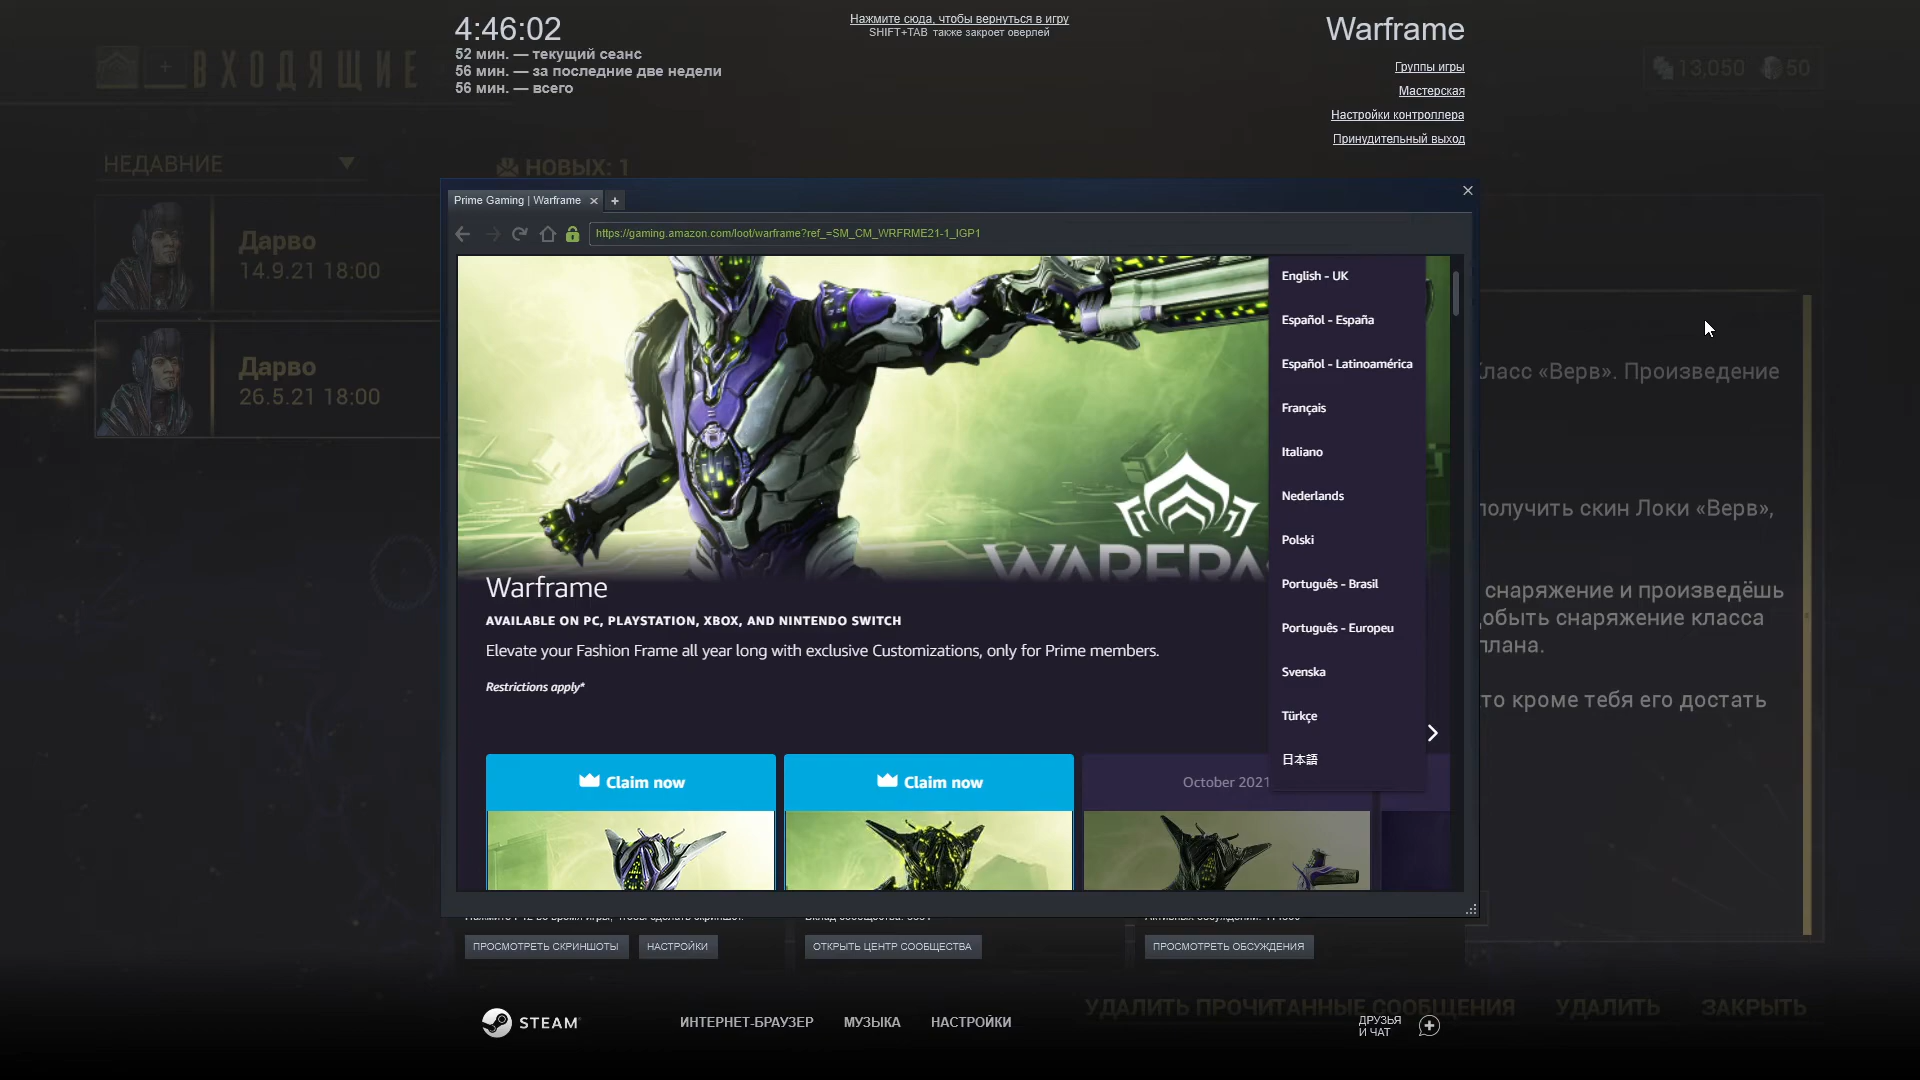 4:46:02
52 мин. — текущий сеанс
56 мин. — за последние две недели
56 мин. — всего
Нажмите сюда, чтобы вернуться в игру
SHIFT+TAB также закроет оверлей
Warframe
Группы игры
Мастерская
Настройки контроллера
Принудительный выход
ВХОДЯЩИЕ
13,050
50
НЕДАВНИЕ
НОВЫХ: 1
Дарво
14.9.21 18:00
Дарво
26.5.21 18:00
Prime Gaming | Warframe
https://gaming.amazon.com/loot/warframe?ref_=SM_CM_WRFRME21-1_IGP1
English - UK
Español - España
Español - Latinoamérica
Français
Italiano
Nederlands
Polski
Português - Brasil
Português - Europeu
Svenska
Türkçe
日本語
Warframe
AVAILABLE ON PC, PLAYSTATION, XBOX, AND NINTENDO SWITCH
Elevate your Fashion Frame all year long with exclusive Customizations, only for Prime members.
Restrictions apply*
Claim now
Claim now
October 2021
«Верв». Произведение
получить скин Локи «Верв»,
снаряжение и произведёшь
снаряжение класса
кроме тебя его достать
ПРОСМОТРЕТЬ СКРИНШОТЫ
НАСТРОЙКИ
ОТКРЫТЬ ЦЕНТР СООБЩЕСТВА
ПРОСМОТРЕТЬ ОБСУЖДЕНИЯ
УДАЛИТЬ ПРОЧИТАННЫЕ СООБЩЕНИЯ
УДАЛИТЬ
ЗАКРЫТЬ
STEAM
ИНТЕРНЕТ-БРАУЗЕР
МУЗЫКА
НАСТРОЙКИ
ДРУЗЬЯ
И ЧАТ